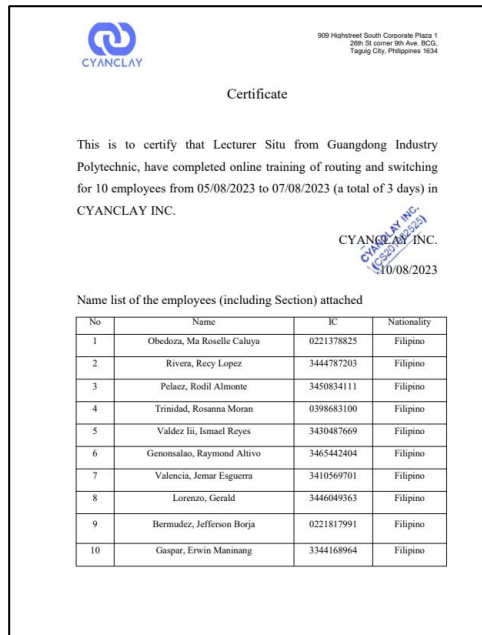 CYANCLAY
909 Highstreet South Corporate Plaza 1
26th St corner 9th Ave. BCG,
Taguig City, Philippines 1634
Certificate
This is to certify that Lecturer Situ from Guangdong Industry
Polytechnic, have completed online training of routing and switching
for 10 employees from 05/08/2023 to 07/08/2023 (a total of 3 days) in
CYANCLAY INC.
CYANCLAY INC.
CYANCLAY INC.
10/08/2023
Name list of the employees (including Section) attached
No Name IC Nationality
1 Obedoza, Ma Roselle Caluya 0221378825 Filipino
2 Rivera, Recy Lopez 3444787203 Filipino
3 Pelaez, Rodil Almonte 3450834111 Filipino
4 Trinidad, Rosanna Moran 0398683100 Filipino
5 Valdez Iii, Ismael Reyes 3430487669 Filipino
6 Genonsalao, Raymond Altivo 3465442404 Filipino
7 Valencia, Jemar Esguerra 3410569701 Filipino
8 Lorenzo, Gerald 3446049363 Filipino
9 Bermudez, Jefferson Borja 0221817991 Filipino
10 Gaspar, Erwin Maninang 3344168964 Filipino